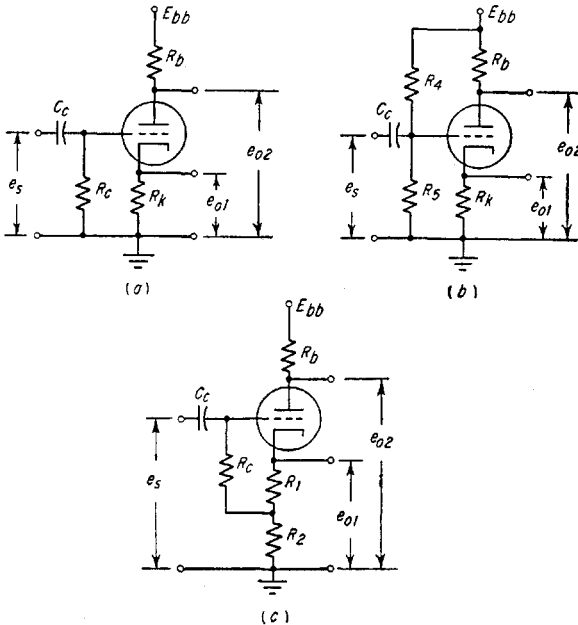 Ebb
Rb
Cc
Rc
Rk
es
eo1
eo2
(a)
Ebb
R4
Rb
Cc
R5
Rk
es
eo1
eo2
(b)
Ebb
Rb
Cc
Rc
R1
R2
es
eo1
eo2
(c)